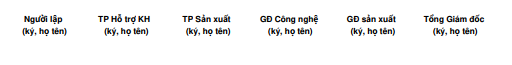 Người lập TP Hỗ trợ KH TP Sản xuất GĐ Công nghệ GĐ sản xuất Tổng Giám đốc
(ký, họ tên) (ký, họ tên) (ký, họ tên) (ký, họ tên) (ký, họ tên) (ký, họ tên)